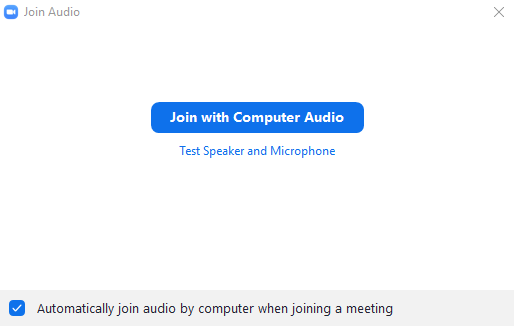 Join Audio
Join with Computer Audio
Test Speaker and Microphone
Automatically join audio by computer when joining a meeting